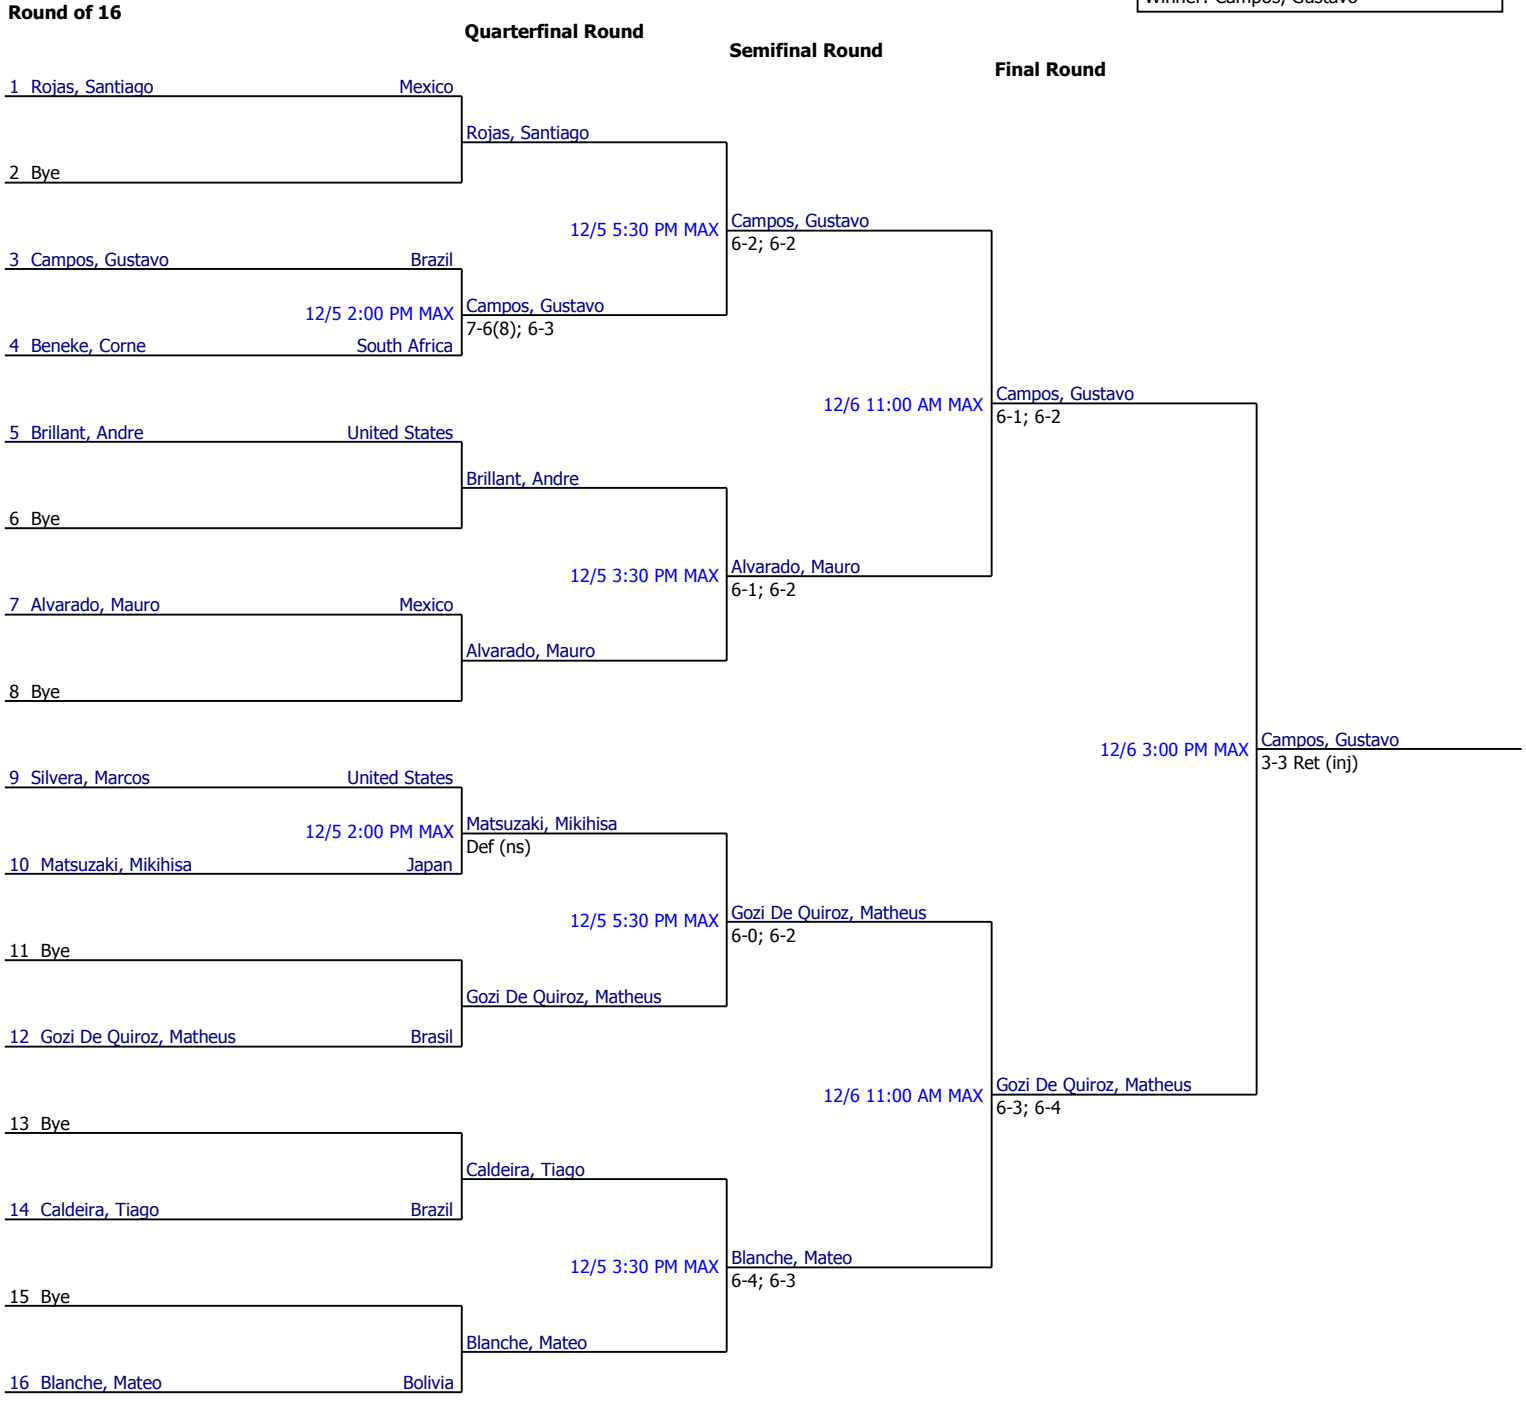 Winner: Campos, Gustavo
Round of 16
Quarterfinal Round
Semifinal Round
Final Round
1 Rojas, Santiago Mexico
Rojas, Santiago
2 Bye
12/5 5:30 PM MAX Campos, Gustavo
6-2; 6-2
3 Campos, Gustavo Brazil
12/5 2:00 PM MAX Campos, Gustavo
7-6(8); 6-3
4 Beneke, Corne South Africa
12/6 11:00 AM MAX Campos, Gustavo
6-1; 6-2
5 Brillant, Andre United States
Brillant, Andre
6 Bye
12/5 3:30 PM MAX Alvarado, Mauro
6-1; 6-2
7 Alvarado, Mauro Mexico
Alvarado, Mauro
8 Bye
12/6 3:00 PM MAX Campos, Gustavo
3-3 Ret (inj)
9 Silvera, Marcos United States
12/5 2:00 PM MAX Matsuzaki, Mikihisa
Def (ns)
10 Matsuzaki, Mikihisa Japan
12/5 5:30 PM MAX Gozi De Quiroz, Matheus
6-0; 6-2
11 Bye
Gozi De Quiroz, Matheus
12 Gozi De Quiroz, Matheus Brasil
12/6 11:00 AM MAX Gozi De Quiroz, Matheus
6-3; 6-4
13 Bye
Caldeira, Tiago
14 Caldeira, Tiago Brazil
12/5 3:30 PM MAX Blanche, Mateo
6-4; 6-3
15 Bye
Blanche, Mateo
16 Blanche, Mateo Bolivia